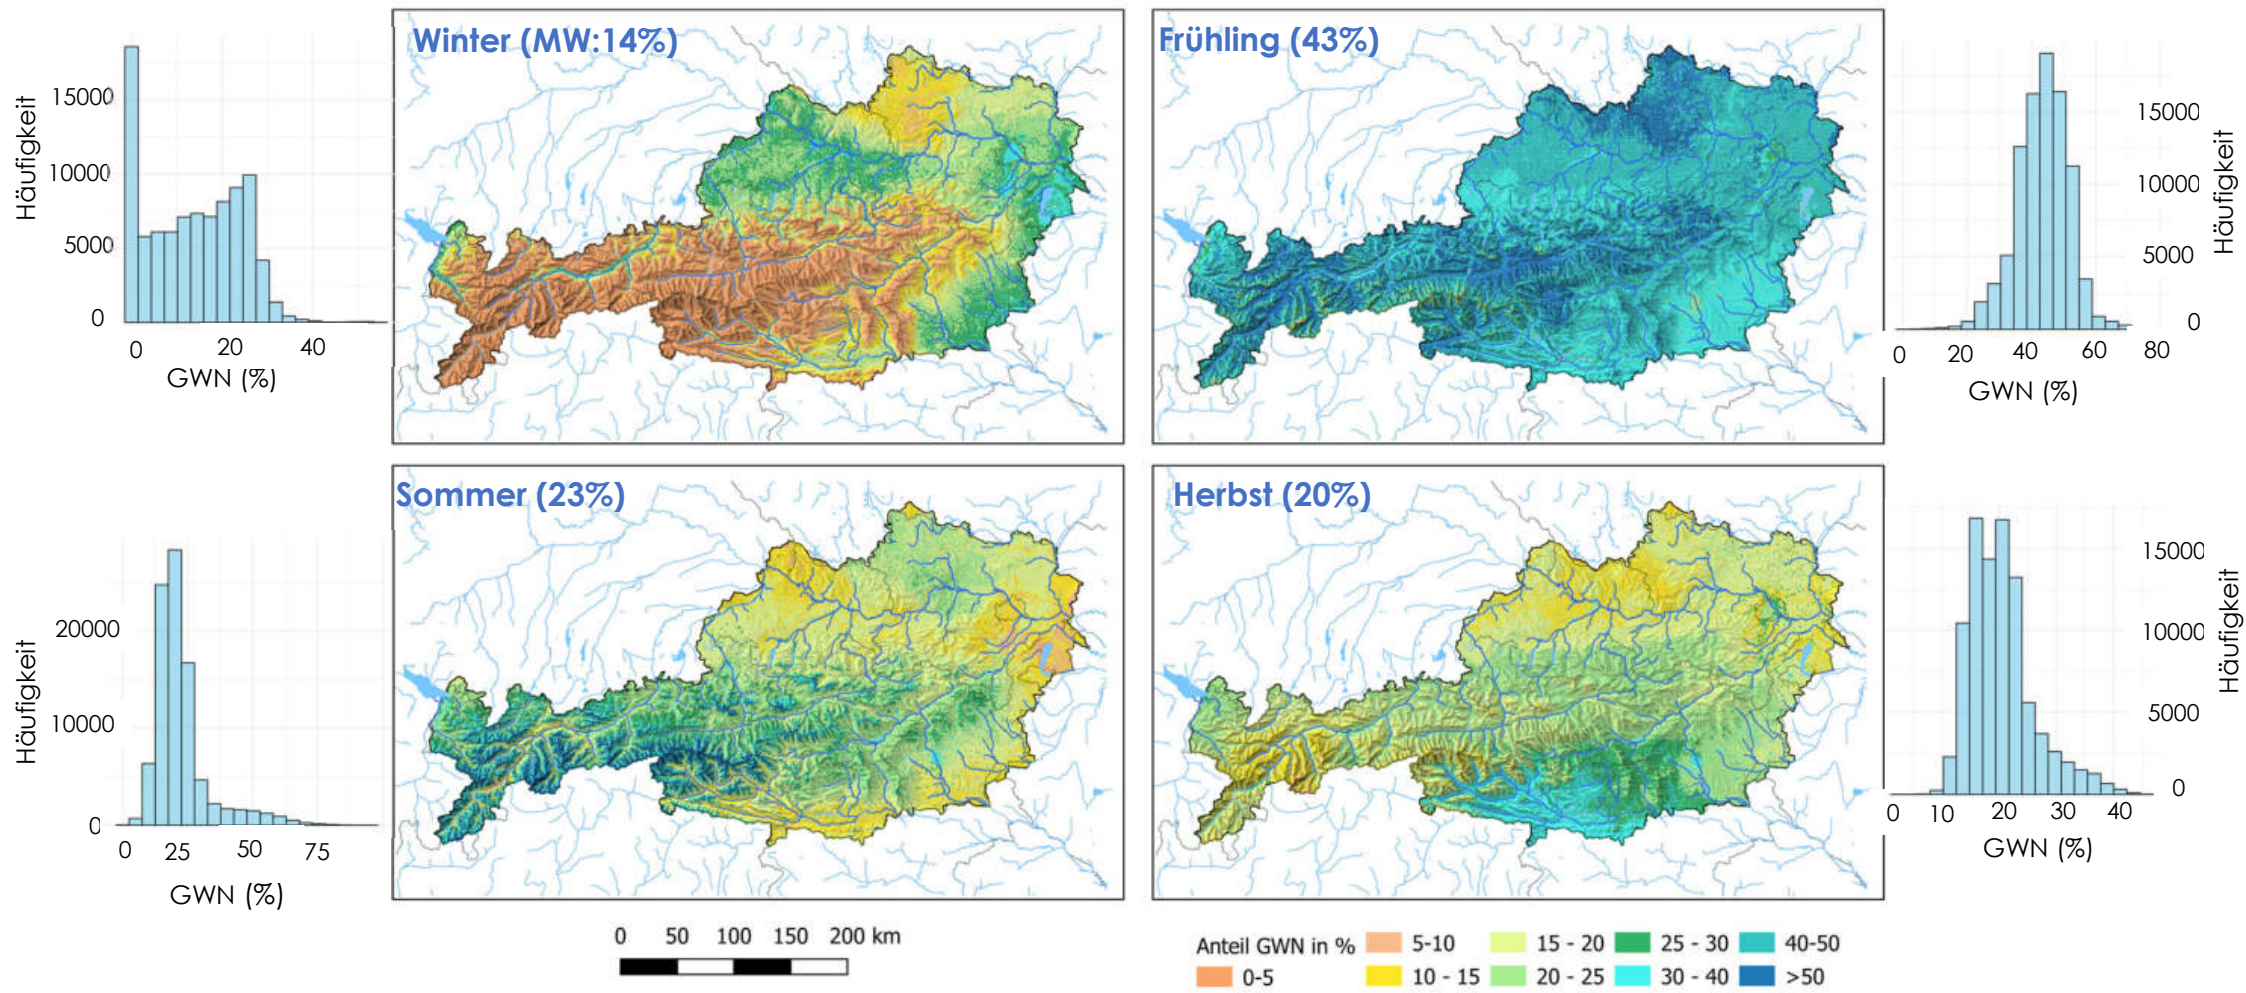 Winter (MW:14%)
Häufigkeit
15000
10000
5000
0
0 20 40
GWN (%)
Frühling (43%)
15000
10000
5000
0
Häufigkeit
0 20 40 60 80
GWN (%)
Sommer (23%)
Häufigkeit
20000
10000
0
0 25 50 75
GWN (%)
Herbst (20%)
15000
10000
5000
0
Häufigkeit
0 10 20 30 40
GWN (%)
0 50 100 150 200 km
Anteil GWN in % 5-10 15 - 20 25 - 30 40-50
0-5 10 - 15 20 - 25 30 - 40 >50